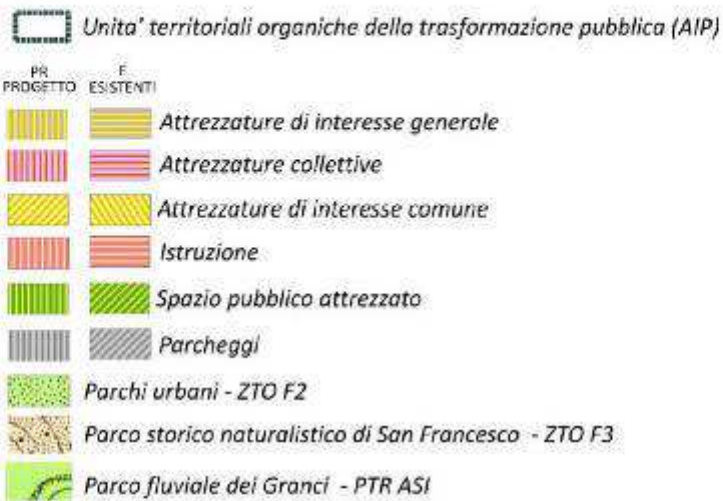 Unita' territoriali organiche della trasformazione pubblica (AIP)
PR E
PROGETTO ESISTENTI
Attrezzature di interesse generale
Attrezzature collettive
Attrezzature di interesse comune
Istruzione
Spazio pubblico attrezzato
Parcheggi
Parchi urbani - ZTO F2
Parco storico naturalistico di San Francesco - ZTO F3
Parco fluviale dei Granci - PTR ASI